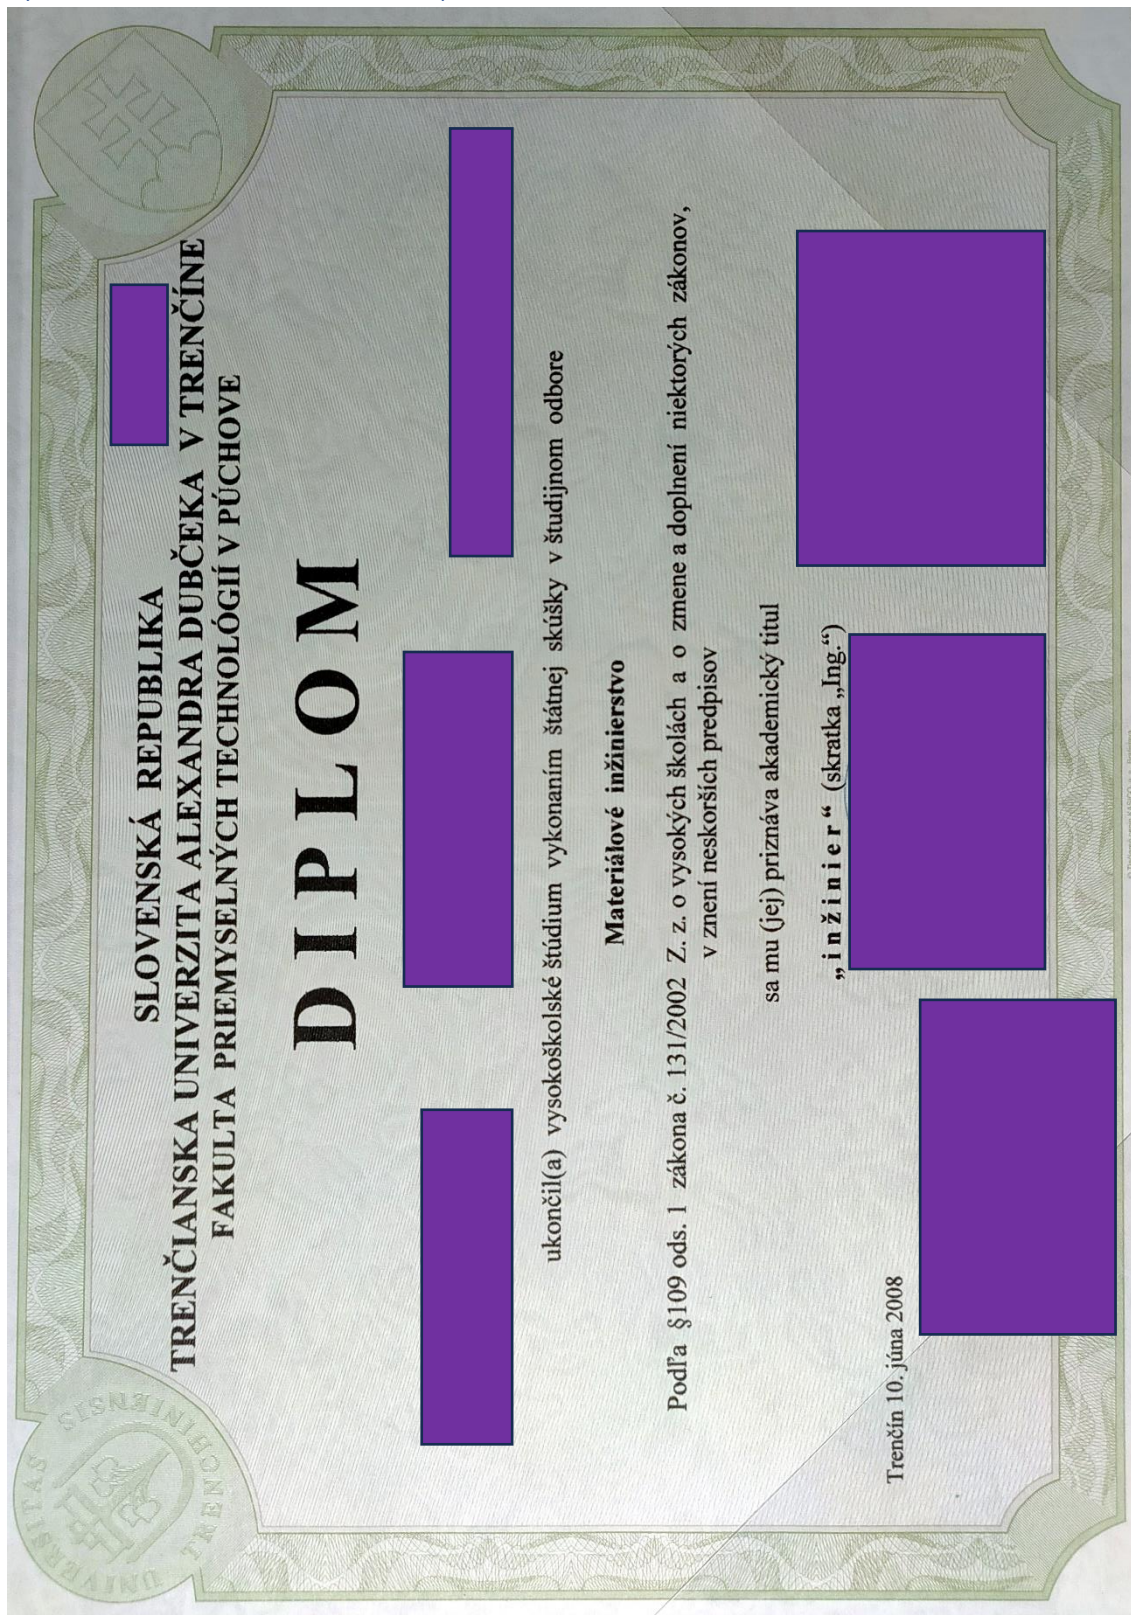 SLOVENSKÁ REPUBLIKA
TRENČIANSKA UNIVERZITA ALEXANDRA DUBČEKA V TRENČÍNE
FAKULTA PRIEMYSELNÝCH TECHNOLÓGIÍ V PÚCHOVE
DIPLOM
ukončil(a) vysokoškolské štúdium vykonaním štátnej skúšky v študijnom odbore
Materiálové inžinierstvo
Podľa §109 ods. 1 zákona č. 131/2002 Z. z. o vysokých školách a o zmene a doplnení niektorých zákonov,
v znení neskorších predpisov
sa mu (jej) priznáva akademický titul
„inžinier“ (skratka „Ing.“)
Trenčín 10. júna 2008
UNIVERSITAS TRENCHINIENSIS